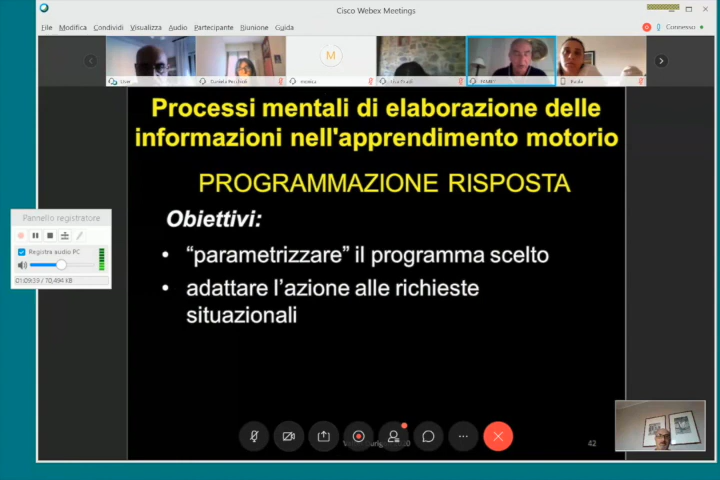 Cisco Webex Meetings
File Modifica Condividi Visualizza Audio Partecipante Riunione Guida
Connesso
M
monica
Paola
Processi mentali di elaborazione delle
informazioni nell'apprendimento motorio
PROGRAMMAZIONE RISPOSTA
Obiettivi:
• “parametrizzare” il programma scelto
• adattare l’azione alle richieste
situazionali
Pannello registratore
Registra audio PC
01:09:59 / 70,494 KB
42